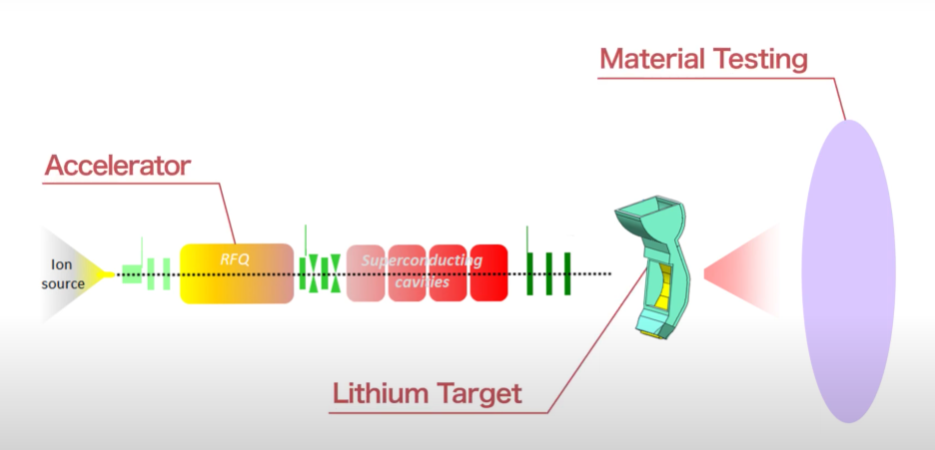 Material Testing
Accelerator
Ion
source
RFQ
Superconducting
cavities
Lithium Target